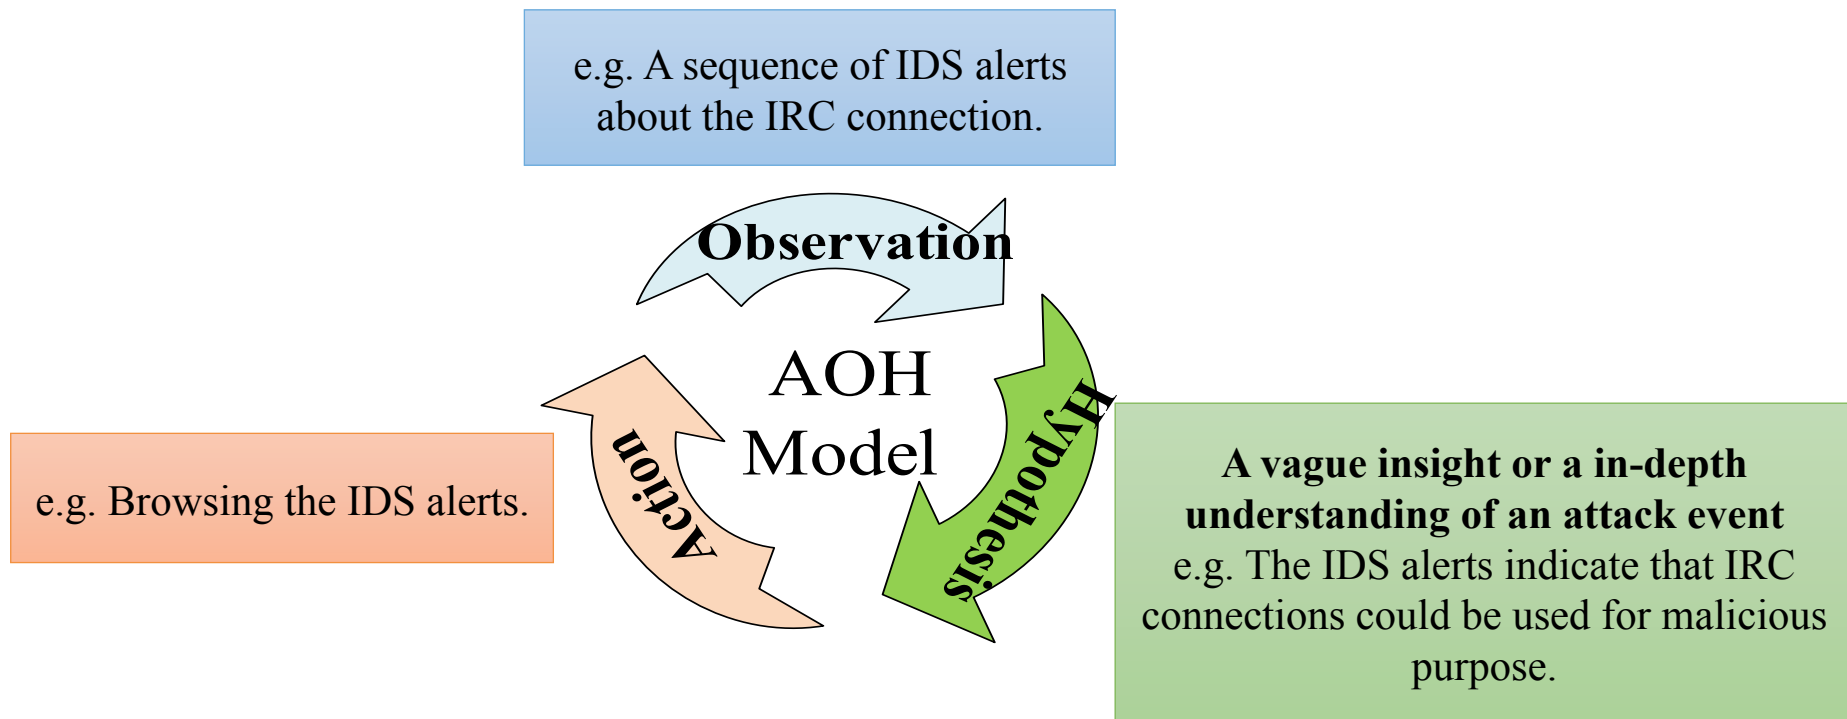 e.g. A sequence of IDS alerts
about the IRC connection.
Observation
AOH
Model
Hypothesis
Action
e.g. Browsing the IDS alerts.
A vague insight or a in-depth
understanding of an attack event
e.g. The IDS alerts indicate that IRC
connections could be used for malicious
purpose.